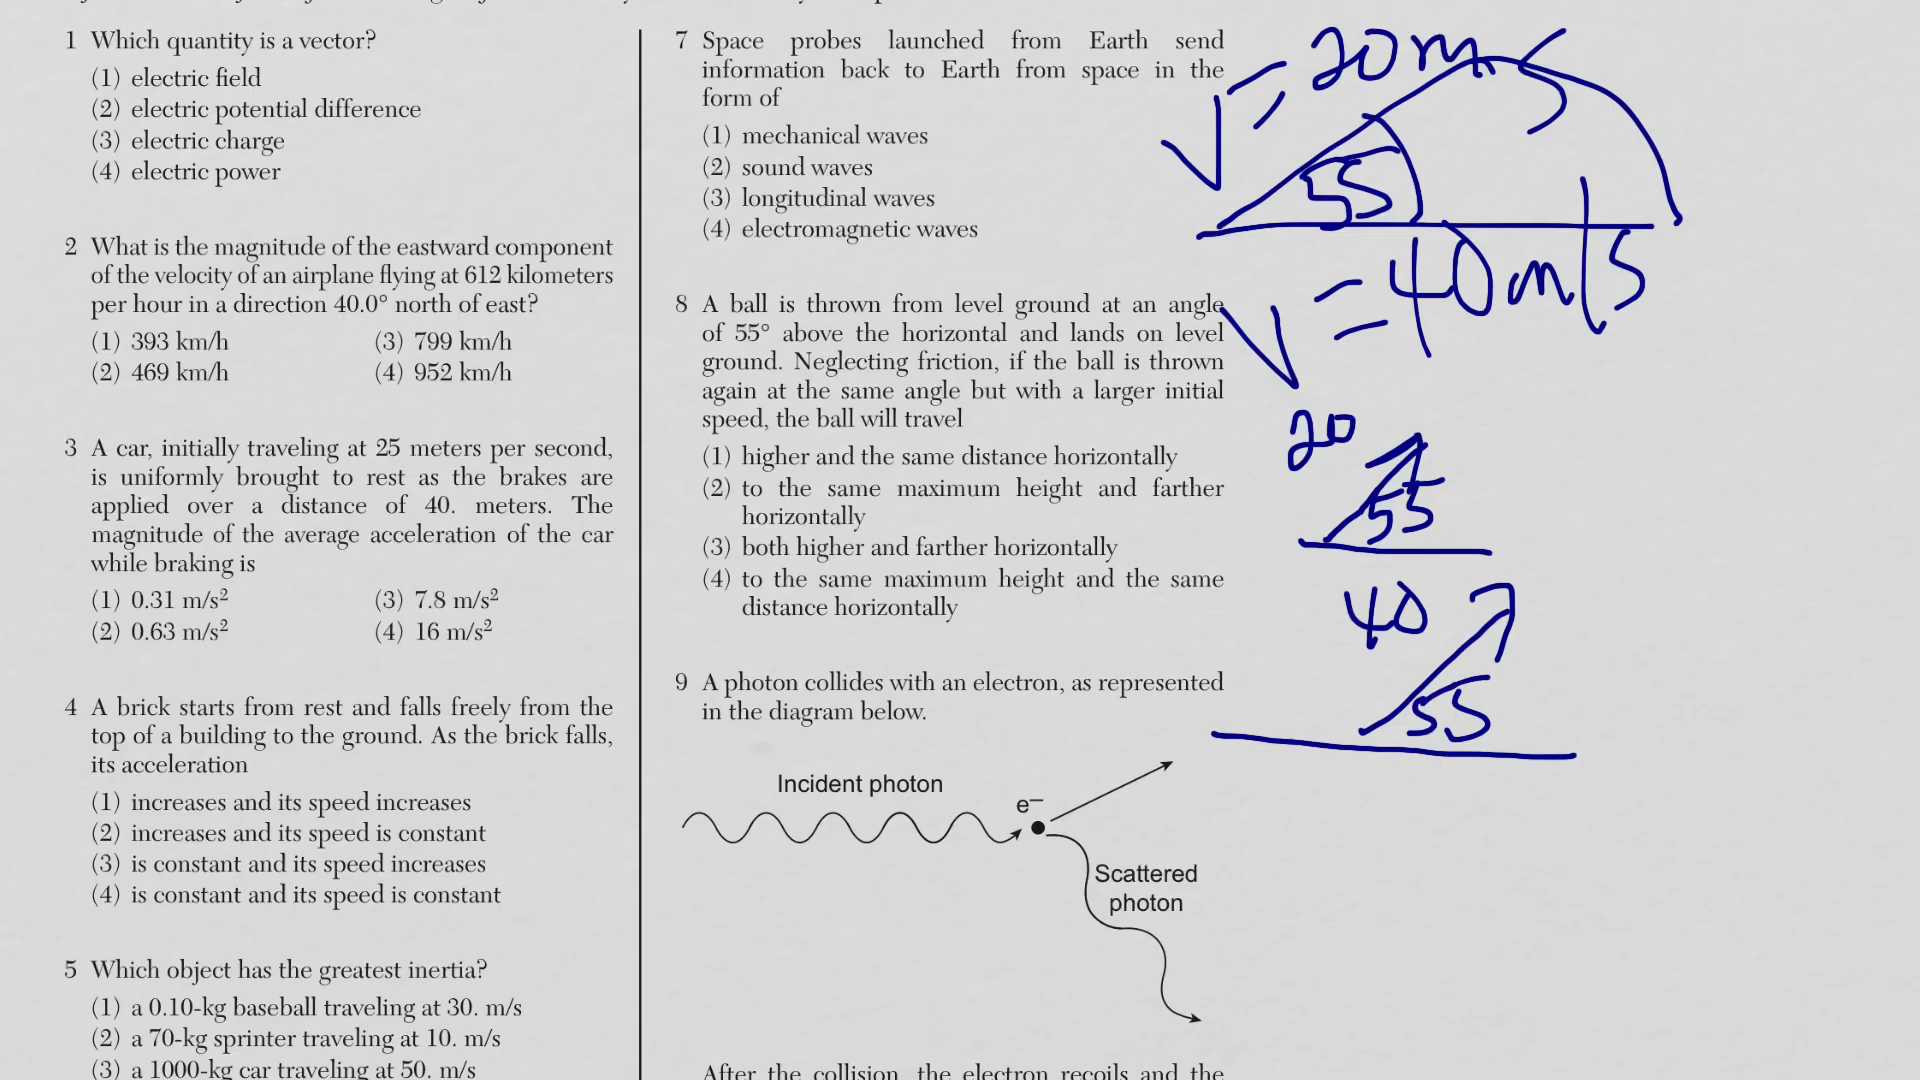 1 Which quantity is a vector?
(1) electric field
(2) electric potential difference
(3) electric charge
(4) electric power
2 What is the magnitude of the eastward component
of the velocity of an airplane flying at 612 kilometers
per hour in a direction 40.0° north of east?
(1) 393 km/h (3) 799 km/h
(2) 469 km/h (4) 952 km/h
3 A car, initially traveling at 25 meters per second,
is uniformly brought to rest as the brakes are
applied over a distance of 40. meters. The
magnitude of the average acceleration of the car
while braking is
(1) 0.31 m/s² (3) 7.8 m/s²
(2) 0.63 m/s² (4) 16 m/s²
4 A brick starts from rest and falls freely from the
top of a building to the ground. As the brick falls,
its acceleration
(1) increases and its speed increases
(2) increases and its speed is constant
(3) is constant and its speed increases
(4) is constant and its speed is constant
5 Which object has the greatest inertia?
(1) a 0.10-kg baseball traveling at 30. m/s
(2) a 70-kg sprinter traveling at 10. m/s
(3) a 1000-kg car traveling at 50. m/s
7 Space probes launched from Earth send
information back to Earth from space in the
form of
(1) mechanical waves
(2) sound waves
(3) longitudinal waves
(4) electromagnetic waves
8 A ball is thrown from level ground at an angle
of 55° above the horizontal and lands on level
ground. Neglecting friction, if the ball is thrown
again at the same angle but with a larger initial
speed, the ball will travel
(1) higher and the same distance horizontally
(2) to the same maximum height and farther
horizontally
(3) both higher and farther horizontally
(4) to the same maximum height and the same
distance horizontally
9 A photon collides with an electron, as represented
in the diagram below.
Incident photon
e⁻
Scattered
photon
After the collision, the electron recoils and the
V = 20 m/s
55
V = 40 m/s
20
55
40
55